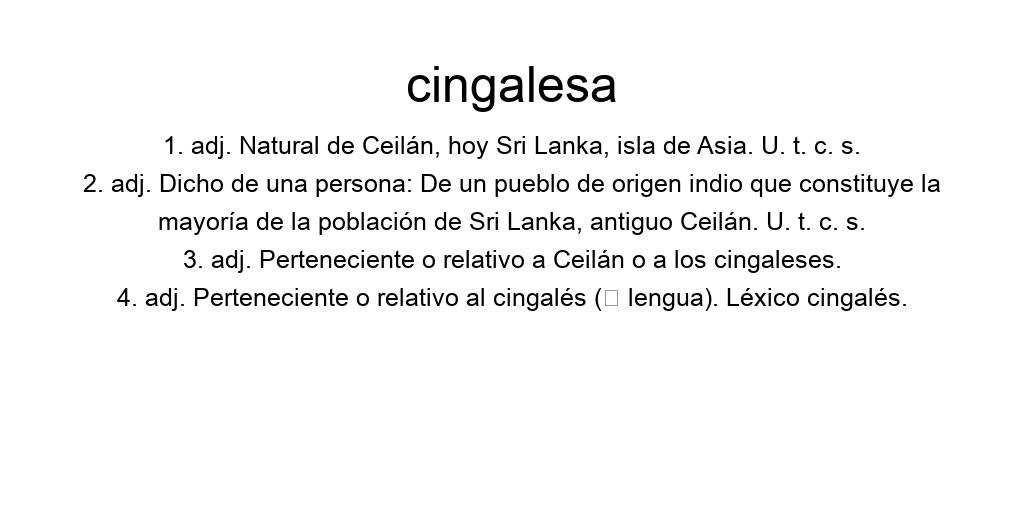 cingalesa
1. adj. Natural de Ceilán, hoy Sri Lanka, isla de Asia. U. t. c. s.
2. adj. Dicho de una persona: De un pueblo de origen indio que constituye la
mayoría de la población de Sri Lanka, antiguo Ceilán. U. t. c. s.
3. adj. Perteneciente o relativo a Ceilán o a los cingaleses.
4. adj. Perteneciente o relativo al cingalés (□ lengua). Léxico cingalés.